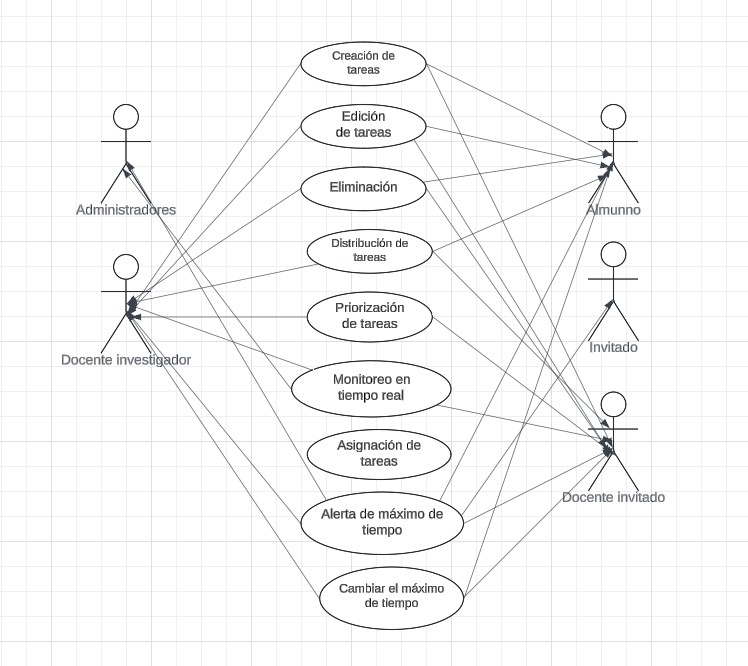 Creación de
tareas
Edición
de tareas
Eliminación
Distribución de
tareas
Priorización
de tareas
Monitoreo en
tiempo real
Asignación de
tareas
Alerta de máximo de
tiempo
Cambiar el máximo
de tiempo
Administradores
Docente investigador
Almunno
Invitado
Docente invitado